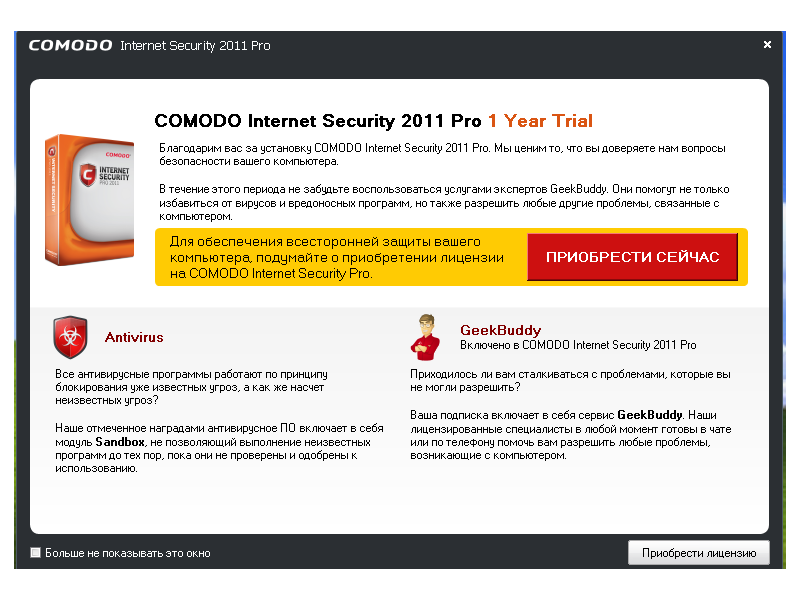 COMODO Internet Security 2011 Pro
COMODO Internet Security 2011 Pro 1 Year Trial
Благодарим вас за установку COMODO Internet Security 2011 Pro. Мы ценим то, что вы доверяете нам вопросы
безопасности вашего компьютера.
В течение этого периода не забудьте воспользоваться услугами экспертов GeekBuddy. Они помогут не только
избавиться от вирусов и вредоносных программ, но также разрешить любые другие проблемы, связанные с
компьютером.
COMODO
INTERNET
SECURITY
PRO 2011
Для обеспечения всесторонней защиты вашего
компьютера, подумайте о приобретении лицензии
на COMODO Internet Security Pro.
ПРИОБРЕСТИ СЕЙЧАС
Antivirus
Все антивирусные программы работают по принципу
блокирования уже известных угроз, а как же насчет
неизвестных угроз?
Наше отмеченное наградами антивирусное ПО включает в себя
модуль Sandbox, не позволяющий выполнение неизвестных
программ до тех пор, пока они не проверены и одобрены к
использованию.
GeekBuddy
Включено в COMODO Internet Security 2011 Pro
Приходилось ли вам сталкиваться с проблемами, которые вы
не могли разрешить?
Ваша подписка включает в себя сервис GeekBuddy. Наши
лицензированные специалисты в любой момент готовы в чате
или по телефону помочь вам разрешить любые проблемы,
возникающие с компьютером.
Больше не показывать это окно
Приобрести лицензию